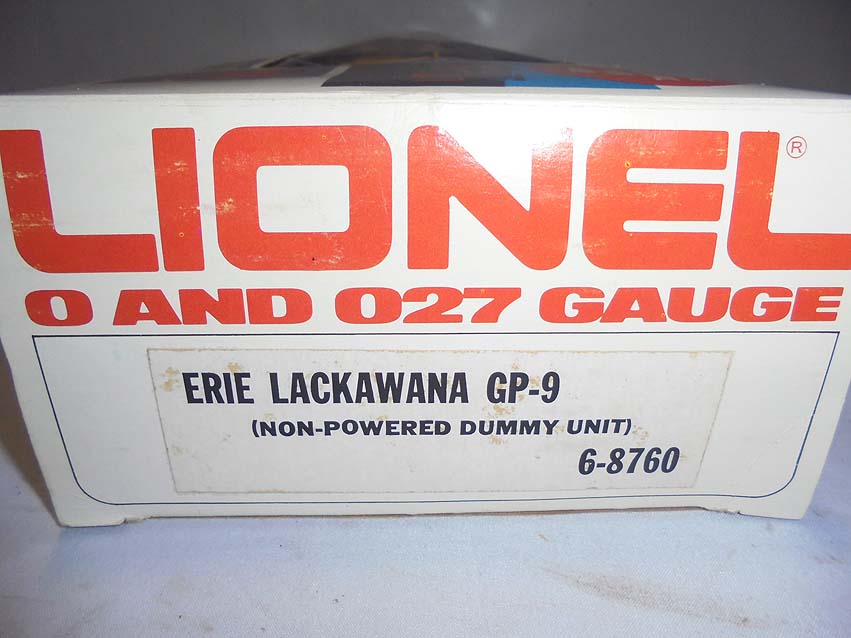 LIONEL®
O AND O27 GAUGE
ERIE LACKAWANA GP-9
(NON-POWERED DUMMY UNIT)
6-8760